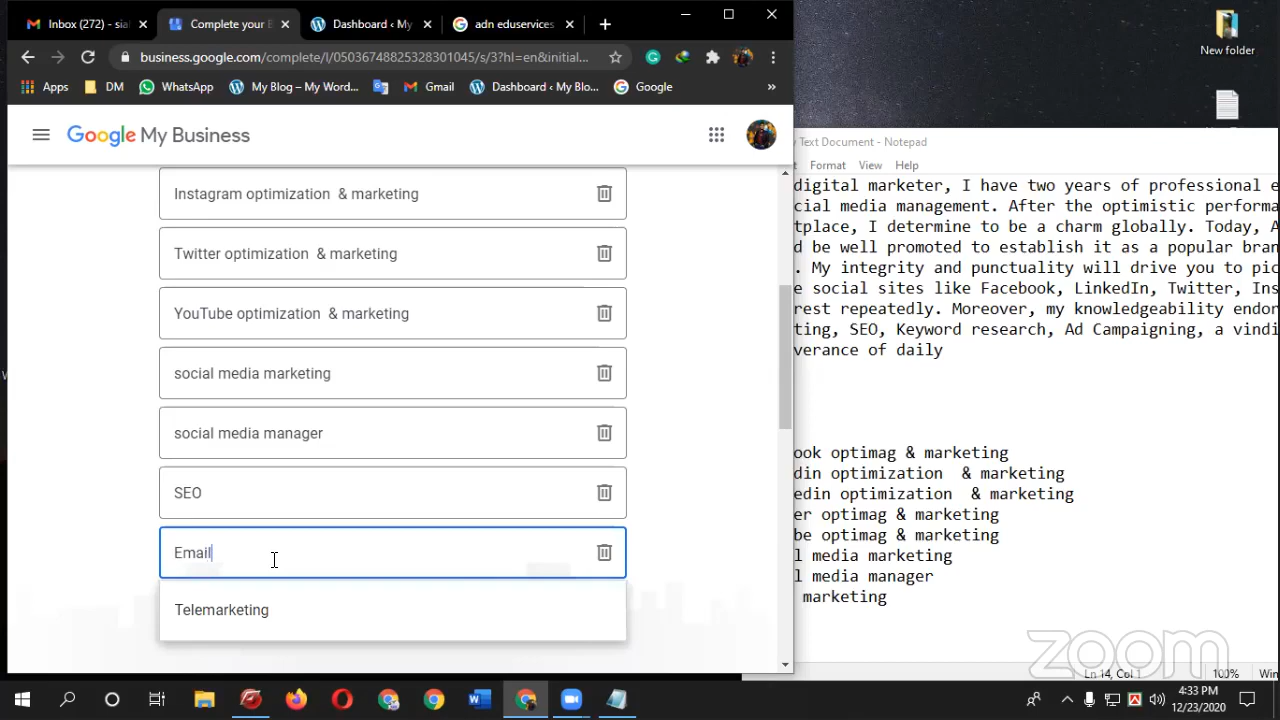 Inbox (272) - sial
Complete your E
Dashboard ‹ My
adn eduservices
business.google.com/complete/l/05036748825328301045/s/3?hl=en&initial...
Apps
DM
WhatsApp
My Blog – My Word...
Gmail
Dashboard ‹ My Blo...
Google
»
Google My Business
Instagram optimization & marketing
Twitter optimization & marketing
YouTube optimization & marketing
social media marketing
social media manager
SEO
Email
Telemarketing
New folder
Text Document - Notepad
Format View Help
digital marketer, I have two years of professional e
cial media management. After the optimistic performa
tplace, I determine to be a charm globally. Today, A
d be well promoted to establish it as a popular bran
. My integrity and punctuality will drive you to pic
e social sites like Facebook, LinkedIn, Twitter, Ins
rest repeatedly. Moreover, my knowledgeability endor
ting, SEO, Keyword research, Ad Campaigning, a vindi
verance of daily
ook optimag & marketing
din optimization & marketing
edin optimization & marketing
er optimag & marketing
be optimag & marketing
l media marketing
l media manager
marketing
zoom
Ln 14, Col 1
100%
Win
4:33 PM
12/23/2020